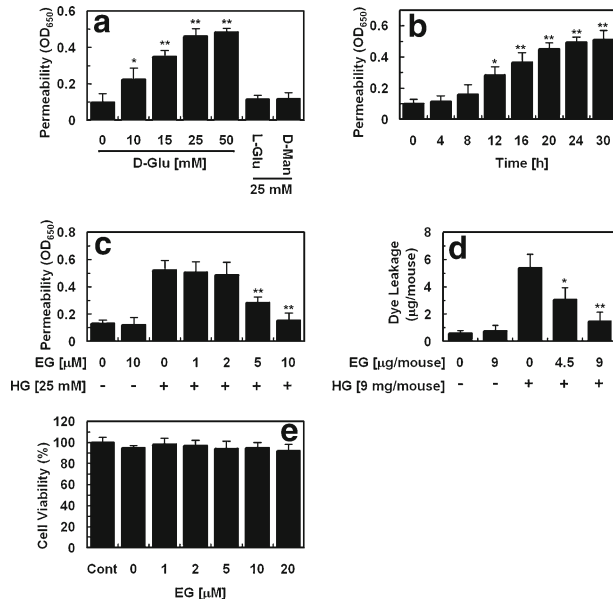 a
Permeability (OD650)
0.6
0.4
0.2
0
* ** ** **
0 10 15 25 50 L-Glu D-Man
D-Glu [mM] 25 mM
b
Permeability (OD650)
0.6
0.4
0.2
0
* ** ** ** **
0 4 8 12 16 20 24 30
Time [h]
c
Permeability (OD650)
0.8
0.6
0.4
0.2
0
** **
EG [μM] 0 10 0 1 2 5 10
HG [25 mM] - - + + + + +
d
Dye Leakage
(μg/mouse)
8
6
4
2
0
* **
EG [μg/mouse] 0 9 0 4.5 9
HG [9 mg/mouse] - - + + +
e
Cell Viability (%)
120
100
80
60
40
20
0
Cont 0 1 2 5 10 20
EG [μM]